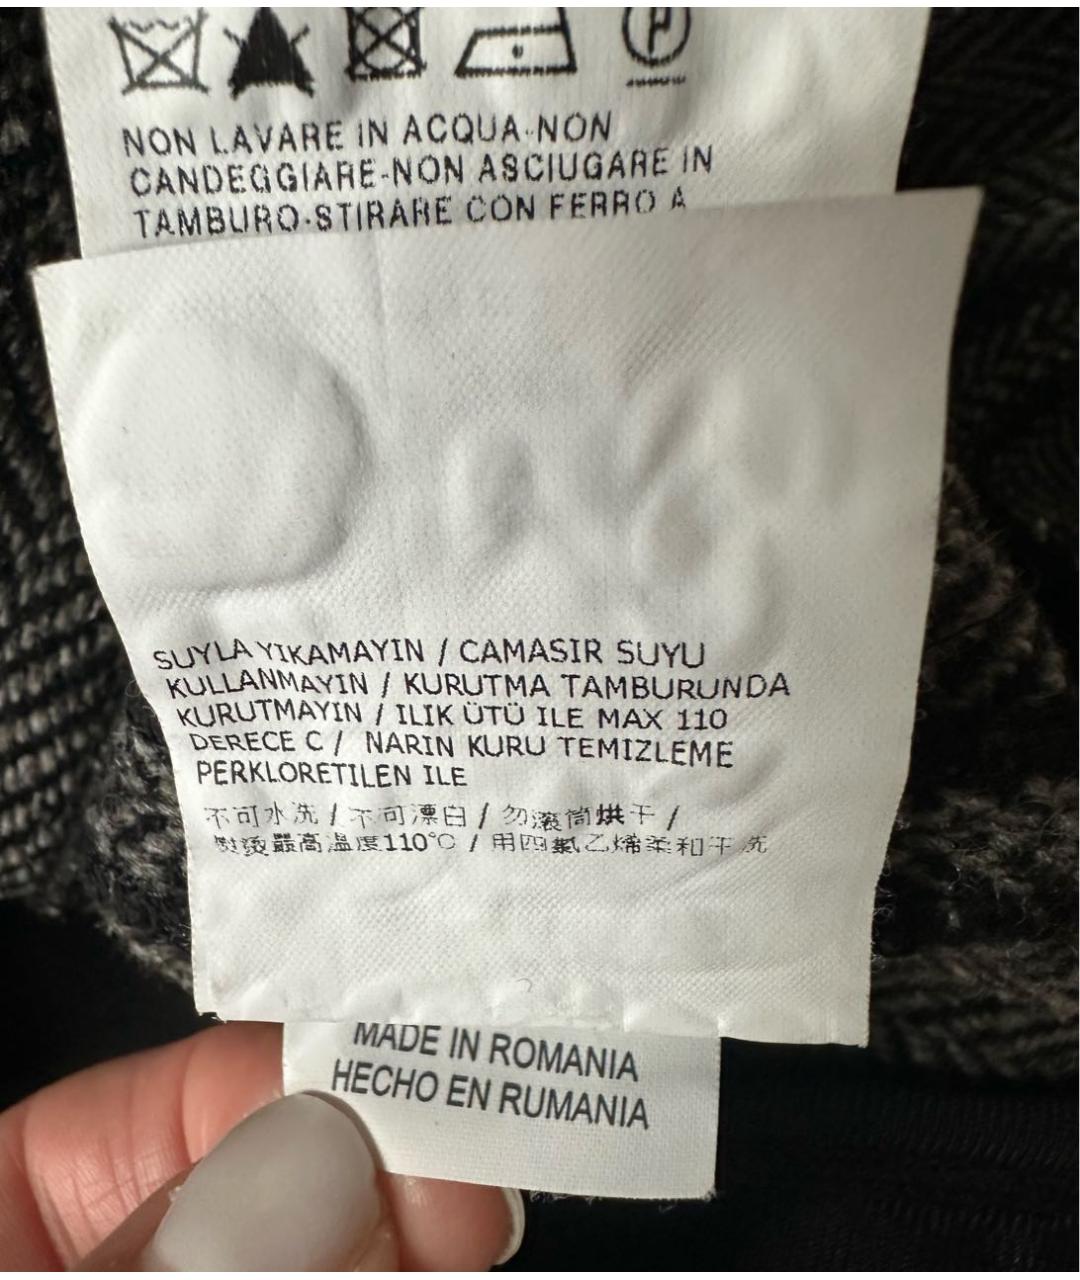 NON LAVARE IN ACQUA-NON
CANDEGGIARE-NON ASCIUGARE IN
TAMBURO-STIRARE CON FERRO A
SUYLA YIKAMAYIN / CAMASIR SUYU
KULLANMAYIN / KURUTMA TAMBURUNDA
KURUTMAYIN / ILIK ÜTÜ ILE MAX 110
DERECE C / NARIN KURU TEMIZLEME
PERKLORETILEN ILE
不可水洗 / 不可漂白 / 勿滚筒烘干 /
熨燙最高溫度110°C / 用四氯乙烯柔和干洗
MADE IN ROMANIA
HECHO EN RUMANIA